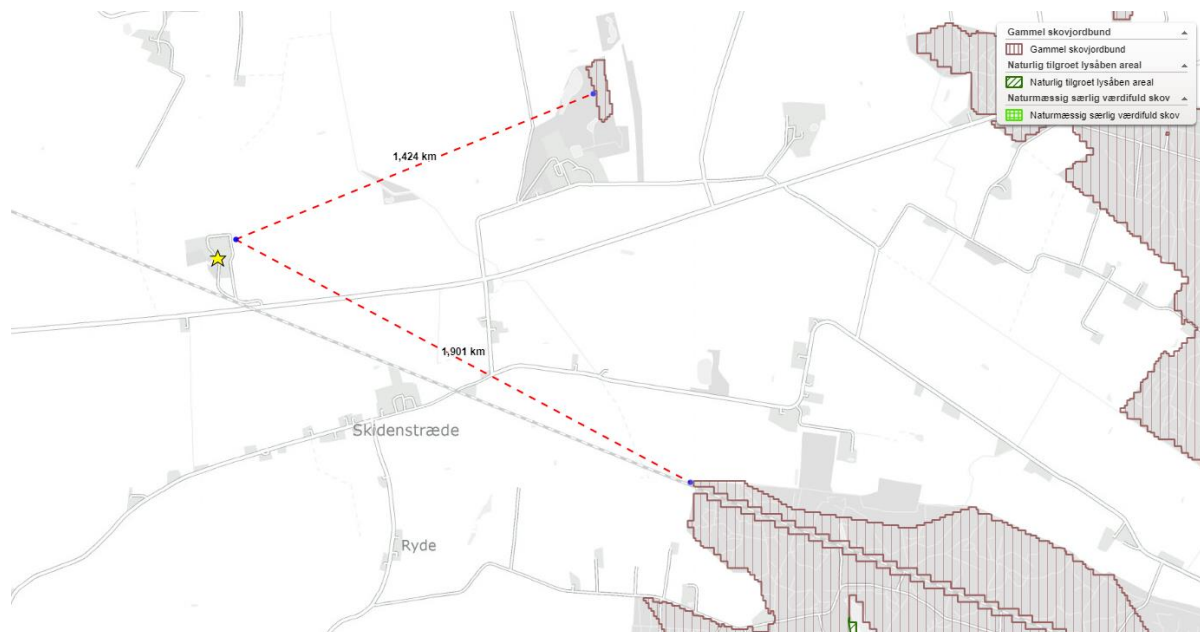 Gammel skovjordbund
Gammel skovjordbund
Naturlig tilgroet lysåben areal
Naturlig tilgroet lysåben areal
Naturmæssig særlig værdifuld skov
Naturmæssig særlig værdifuld skov
1,424 km
1,901 km
Skidenstræde
Ryde